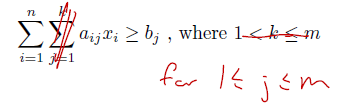 n k
∑ ∑ a_{ij}x_i ≥ b_j , where 1 ≤ k ≤ m
i=1 j=1
for 1 ≤ j ≤ m